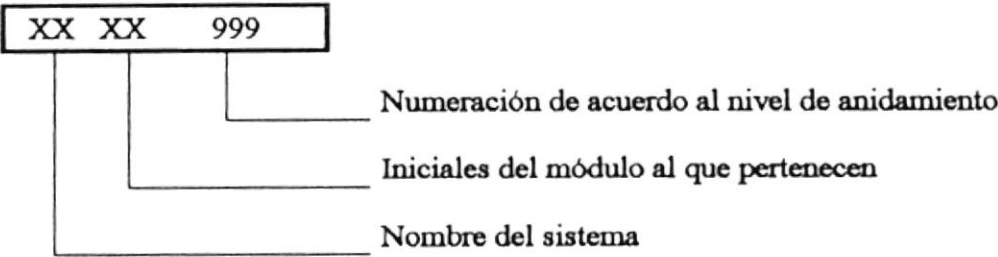 XX XX 999
Numeración de acuerdo al nivel de anidamiento
Iniciales del módulo al que pertenecen
Nombre del sistema